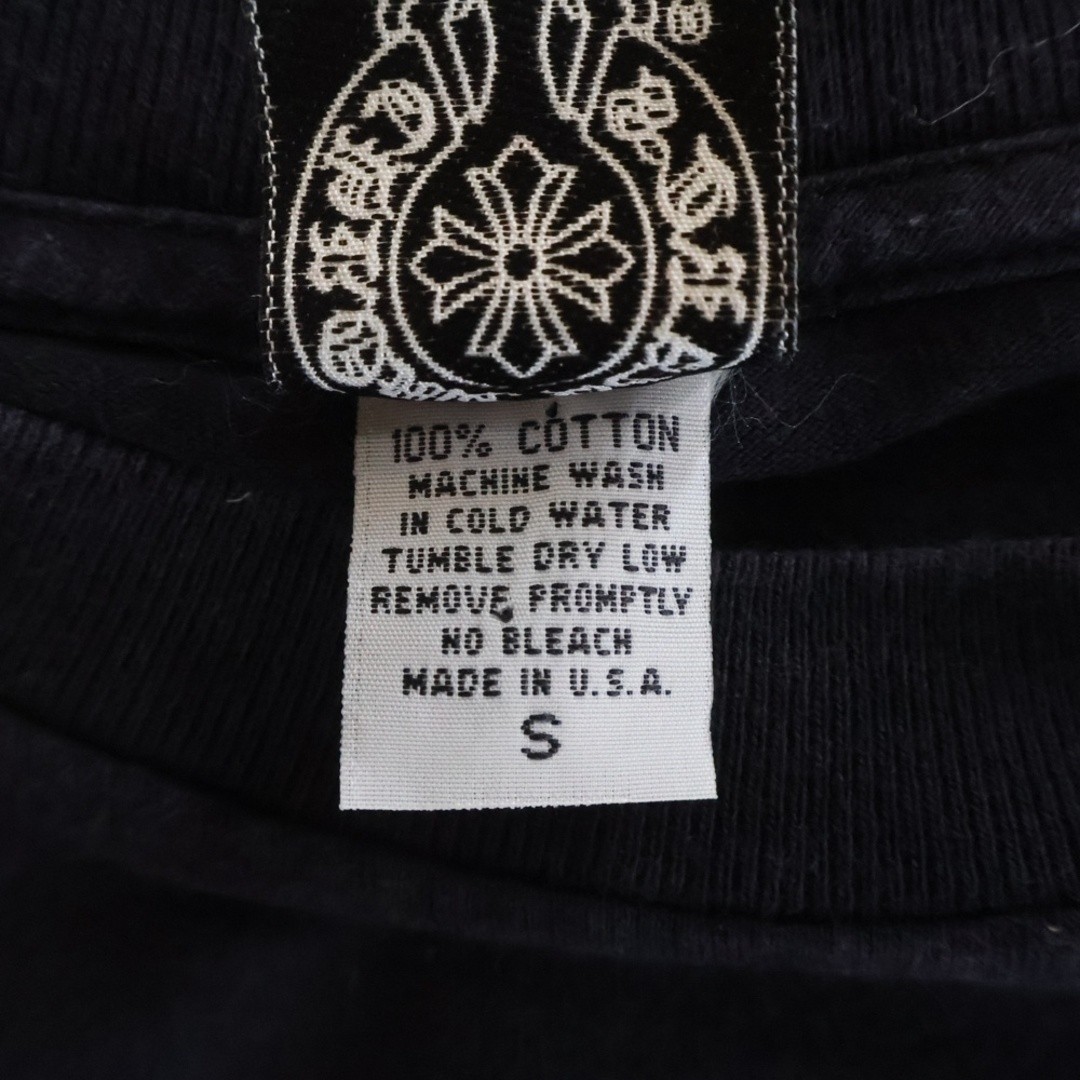 ®
100% COTTON
MACHINE WASH
IN COLD WATER
TUMBLE DRY LOW
REMOVE PROMPTLY
NO BLEACH
MADE IN U.S.A.
S